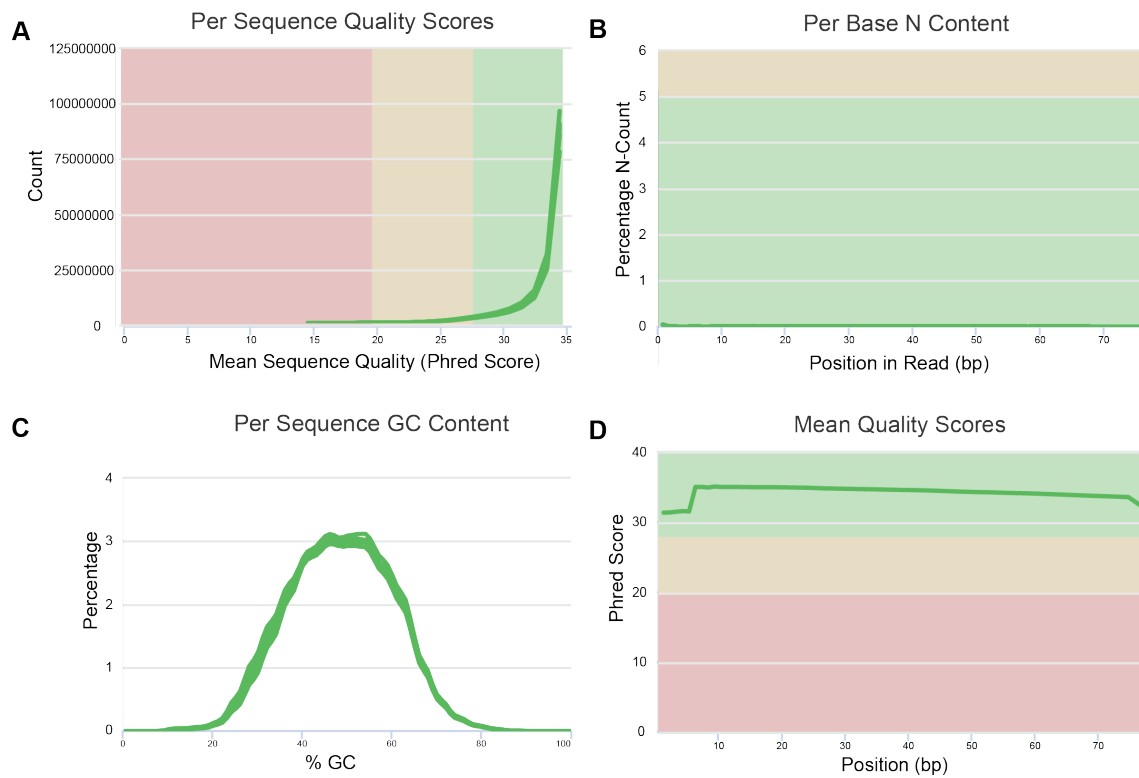 A
Per Sequence Quality Scores
125000000
100000000
75000000
50000000
25000000
0
Count
0 5 10 15 20 25 30 35
Mean Sequence Quality (Phred Score)
B
Per Base N Content
6
5
4
3
2
1
0
Percentage N-Count
0 10 20 30 40 50 60 70
Position in Read (bp)
C
Per Sequence GC Content
4
3
2
1
0
Percentage
0 20 40 60 80 100
% GC
D
Mean Quality Scores
40
30
20
10
0
Phred Score
10 20 30 40 50 60 70
Position (bp)